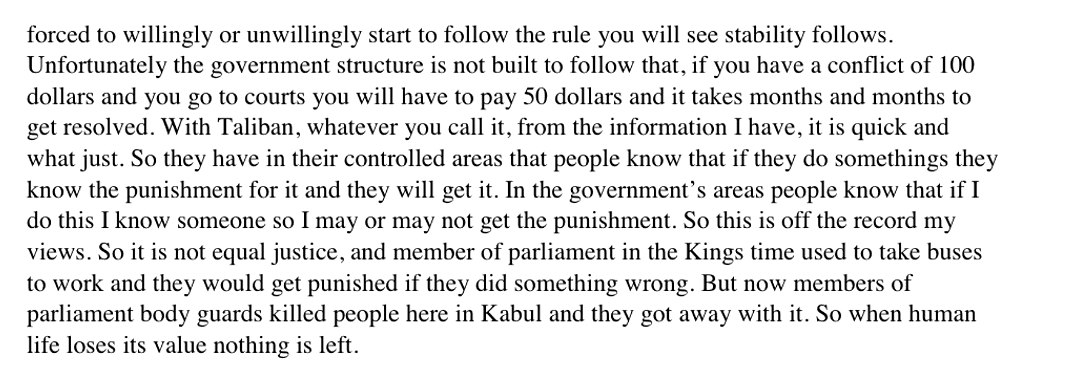 forced to willingly or unwillingly start to follow the rule you will see stability follows.
Unfortunately the government structure is not built to follow that, if you have a conflict of 100
dollars and you go to courts you will have to pay 50 dollars and it takes months and months to
get resolved. With Taliban, whatever you call it, from the information I have, it is quick and
what just. So they have in their controlled areas that people know that if they do somethings they
know the punishment for it and they will get it. In the government’s areas people know that if I
do this I know someone so I may or may not get the punishment. So this is off the record my
views. So it is not equal justice, and member of parliament in the Kings time used to take buses
to work and they would get punished if they did something wrong. But now members of
parliament body guards killed people here in Kabul and they got away with it. So when human
life loses its value nothing is left.